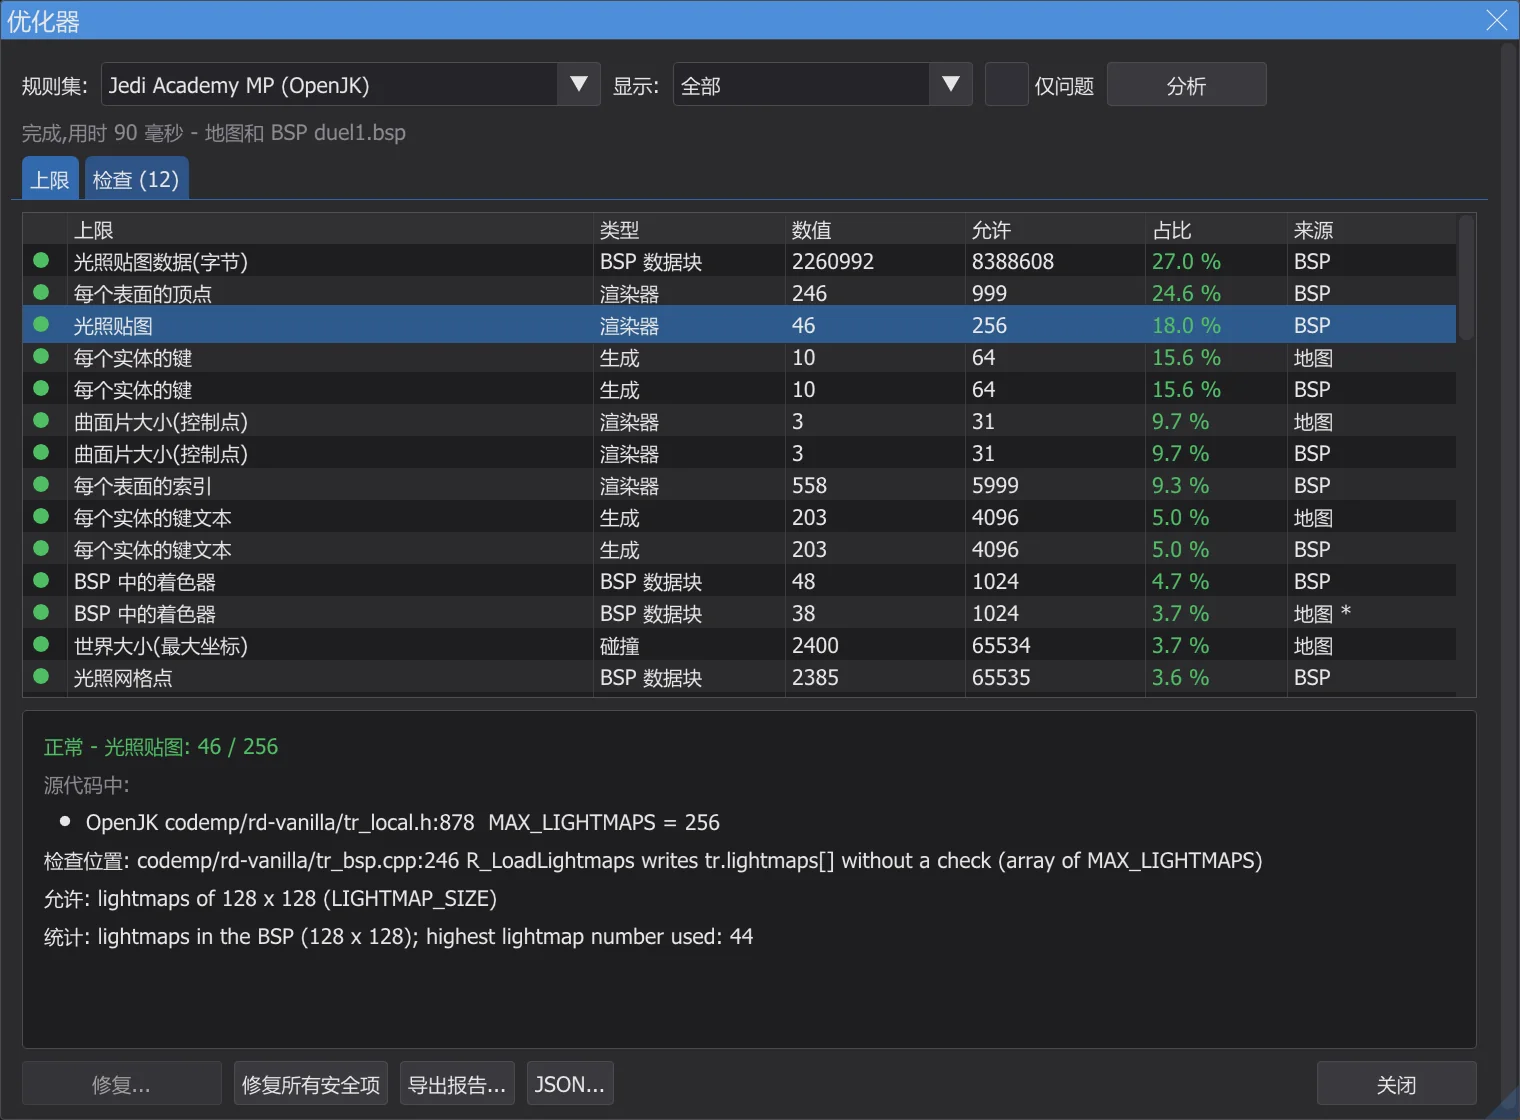 优化器
规则集: Jedi Academy MP (OpenJK) 显示: 全部 仅问题 分析
完成,用时 90 毫秒 - 地图和 BSP duel1.bsp
上限 检查 (12)
上限 类型 数值 允许 占比 来源
光照贴图数据(字节) BSP 数据块 2260992 8388608 27.0 % BSP
每个表面的顶点 渲染器 246 999 24.6 % BSP
光照贴图 渲染器 46 256 18.0 % BSP
每个实体的键 生成 10 64 15.6 % 地图
每个实体的键 生成 10 64 15.6 % BSP
曲面片大小(控制点) 渲染器 3 31 9.7 % 地图
曲面片大小(控制点) 渲染器 3 31 9.7 % BSP
每个表面的索引 渲染器 558 5999 9.3 % BSP
每个实体的键文本 生成 203 4096 5.0 % 地图
每个实体的键文本 生成 203 4096 5.0 % BSP
BSP 中的着色器 BSP 数据块 48 1024 4.7 % BSP
BSP 中的着色器 BSP 数据块 38 1024 3.7 % 地图 *
世界大小(最大坐标) 碰撞 2400 65534 3.7 % 地图
光照网格点 BSP 数据块 2385 65535 3.6 % BSP
正常 - 光照贴图: 46 / 256
源代码中:
● OpenJK codemp/rd-vanilla/tr_local.h:878 MAX_LIGHTMAPS = 256
检查位置: codemp/rd-vanilla/tr_bsp.cpp:246 R_LoadLightmaps writes tr.lightmaps[] without a check (array of MAX_LIGHTMAPS)
允许: lightmaps of 128 x 128 (LIGHTMAP_SIZE)
统计: lightmaps in the BSP (128 x 128); highest lightmap number used: 44
修复... 修复所有安全项 导出报告... JSON... 关闭